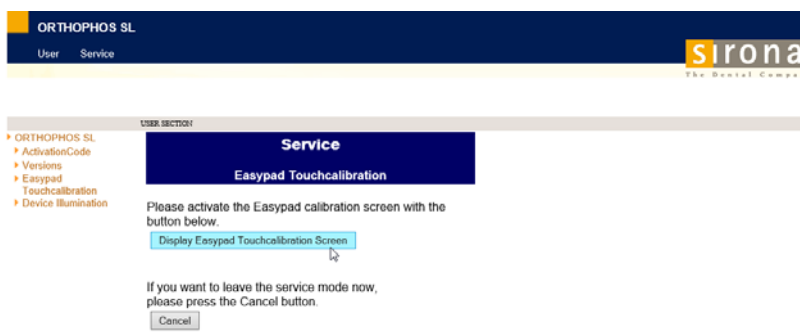 ORTHOPHOS SL
User Service
sirona
The Dental Compa
USER SECTION
ORTHOPHOS SL
ActivationCode
Versions
Easypad
Touchcalibration
Device Illumination
Service
Easypad Touchcalibration
Please activate the Easypad calibration screen with the
button below.
Display Easypad Touchcalibration Screen
If you want to leave the service mode now,
please press the Cancel button.
Cancel